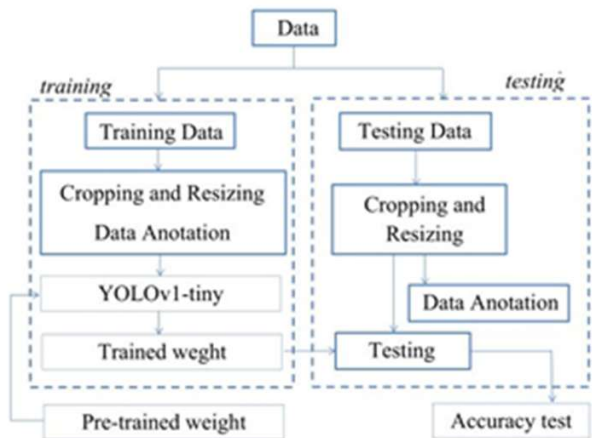 Data
training
testing
Training Data
Cropping and Resizing
Data Anotation
YOLOv1-tiny
Trained weght
Pre-trained weight
Testing Data
Cropping and
Resizing
Data Anotation
Testing
Accuracy test